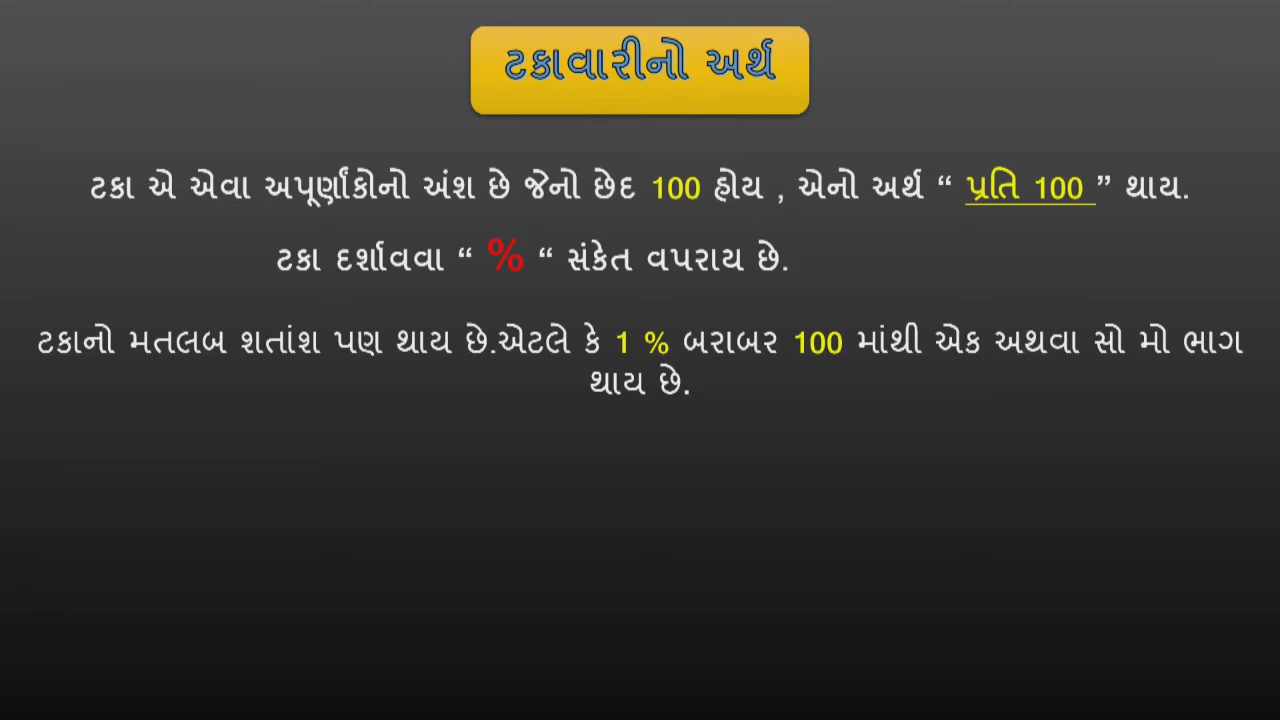 ટકાવારીનો અર્થ
ટકા એ એવા અપૂર્ણાંકોનો અંશ છે જેનો છેદ 100 હોય , એનો અર્થ “ પ્રતિ 100 ” થાય.
ટકા દર્શાવવા “ % “ સંકેત વપરાય છે.
ટકાનો મતલબ શતાંશ પણ થાય છે.એટલે કે 1 % બરાબર 100 માંથી એક અથવા સો મો ભાગ
થાય છે.